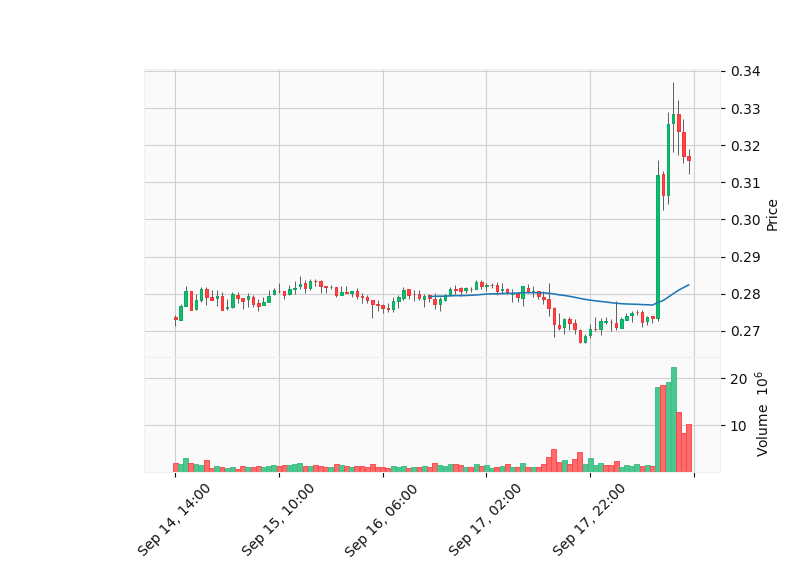 0.34
0.33
0.32
0.31
0.30
0.29
0.28
0.27
Price
20
10
Volume 10⁶
Sep 14, 14:00
Sep 15, 10:00
Sep 16, 06:00
Sep 17, 02:00
Sep 17, 22:00